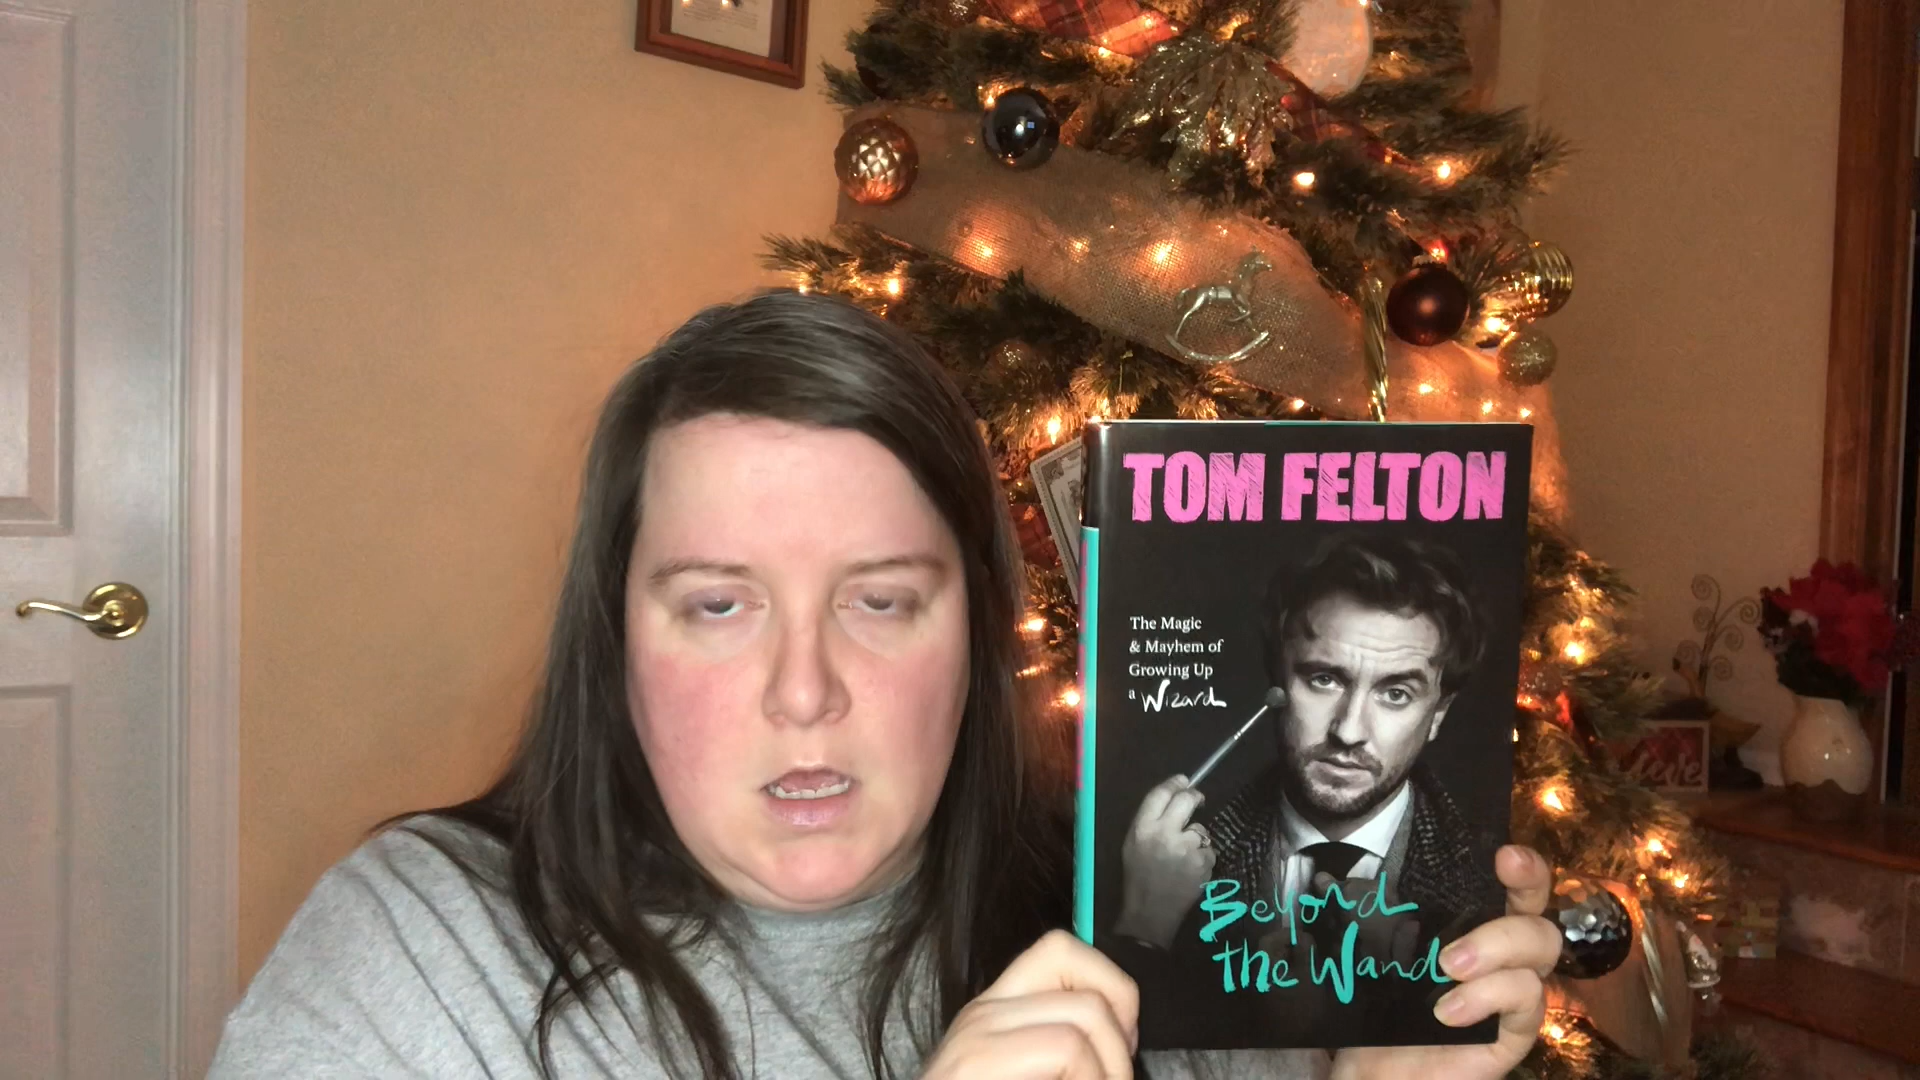 TOM FELTON
The Magic
& Mayhem of
Growing Up
a Wizard
Beyond
the Wand